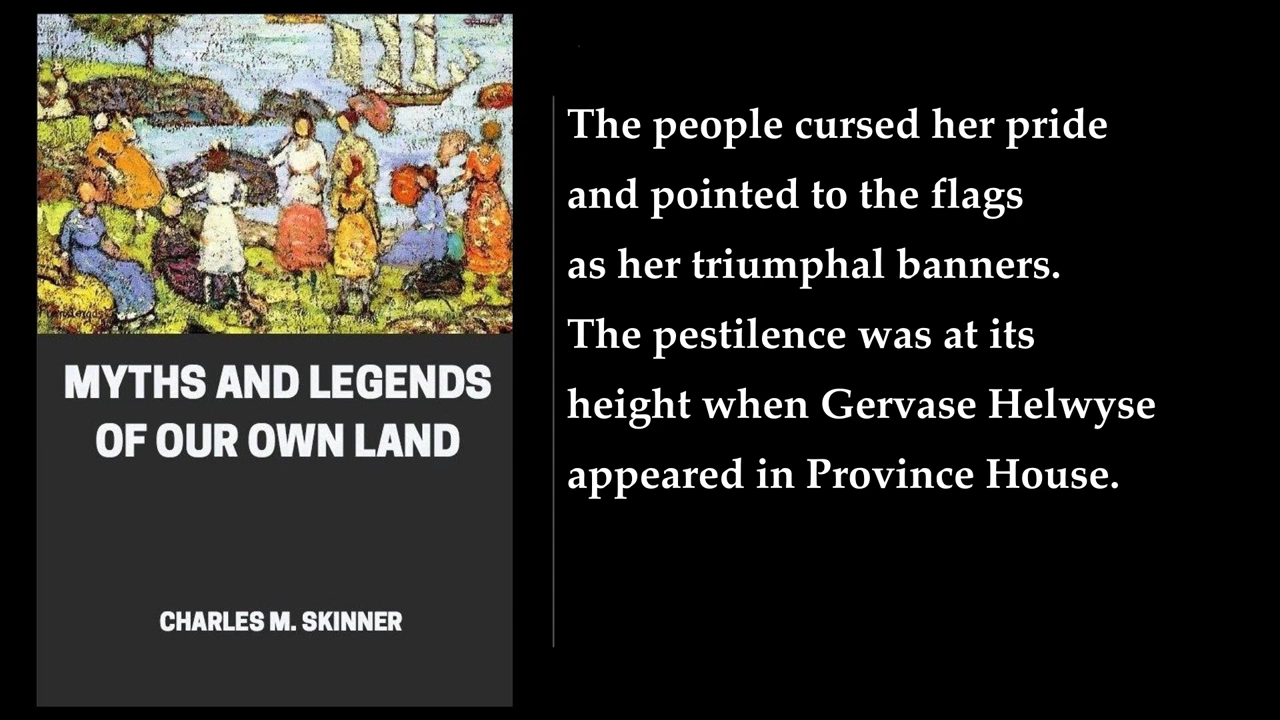 MYTHS AND LEGENDS
OF OUR OWN LAND
CHARLES M. SKINNER
The people cursed her pride
and pointed to the flags
as her triumphal banners.
The pestilence was at its
height when Gervase Helwyse
appeared in Province House.